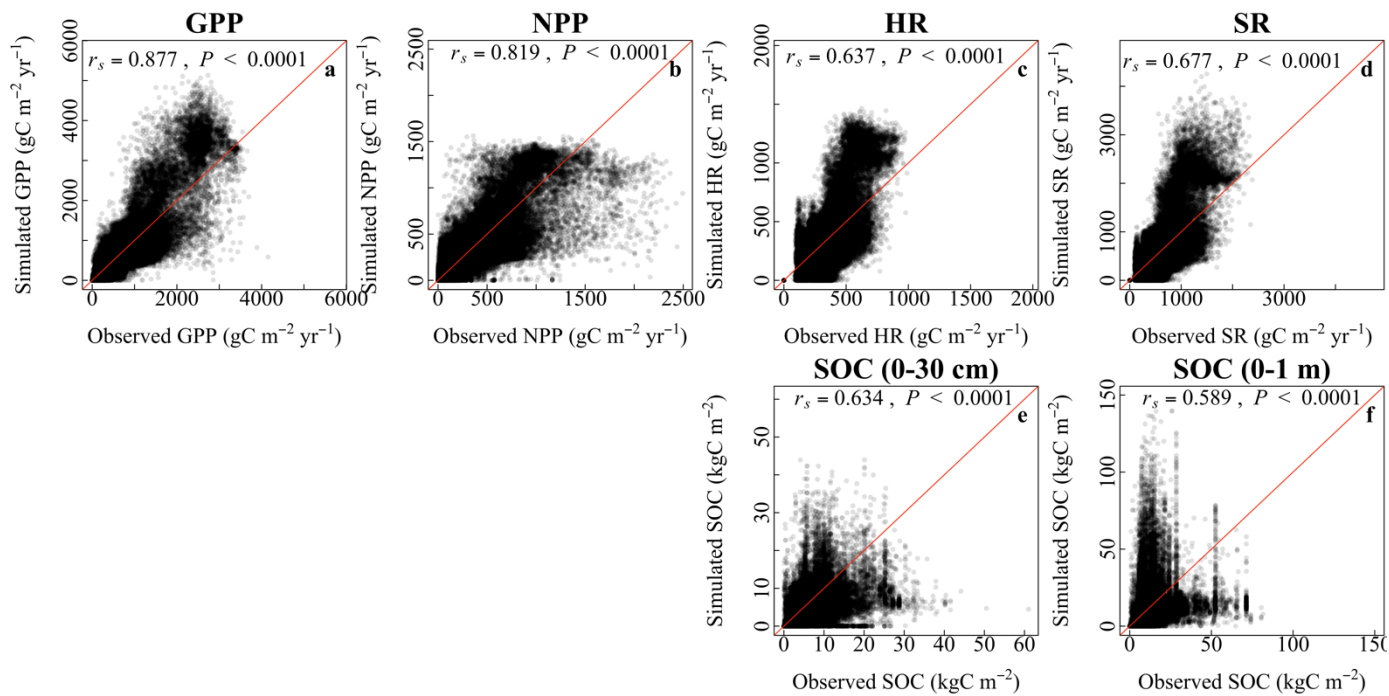 GPP
r_s = 0.877 , P < 0.0001
a
Simulated GPP (gC m⁻² yr⁻¹)
0 2000 4000 6000
0 2000 4000 6000
Observed GPP (gC m⁻² yr⁻¹)
NPP
r_s = 0.819 , P < 0.0001
b
Simulated NPP (gC m⁻² yr⁻¹)
0 500 1500 2500
0 500 1000 1500 2000 2500
Observed NPP (gC m⁻² yr⁻¹)
HR
r_s = 0.637 , P < 0.0001
c
Simulated HR (gC m⁻² yr⁻¹)
0 500 1000 2000
0 500 1000 1500 2000
Observed HR (gC m⁻² yr⁻¹)
SR
r_s = 0.677 , P < 0.0001
d
Simulated SR (gC m⁻² yr⁻¹)
0 1000 3000
0 1000 3000
Observed SR (gC m⁻² yr⁻¹)
SOC (0-30 cm)
r_s = 0.634 , P < 0.0001
e
Simulated SOC (kgC m⁻²)
0 10 30 50
0 10 20 30 40 50 60
Observed SOC (kgC m⁻²)
SOC (0-1 m)
r_s = 0.589 , P < 0.0001
f
Simulated SOC (kgC m⁻²)
0 50 100 150
0 50 100 150
Observed SOC (kgC m⁻²)